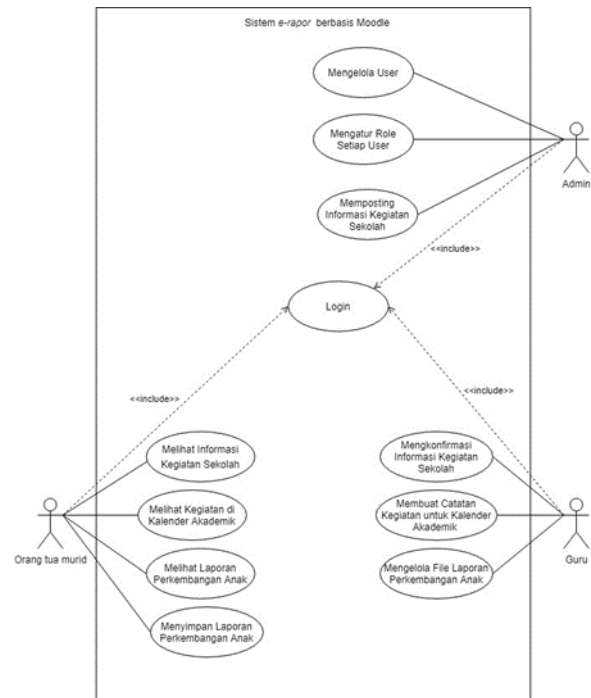 Sistem e-rapor berbasis Moodle
Mengelola User
Mengatur Role
Setiap User
Admin
Memposting
Informasi Kegiatan
Sekolah
<<include>>
Login
<<include>>
<<include>>
Melihat Informasi
Kegiatan Sekolah
Mengkonfirmasi
Informasi Kegiatan
Sekolah
Melihat Kegiatan di
Kalender Akademik
Membuat Catatan
Kegiatan untuk Kalender
Akademik
Orang tua murid
Guru
Melihat Laporan
Perkembangan Anak
Mengelola File Laporan
Perkembangan Anak
Menyimpan Laporan
Perkembangan Anak